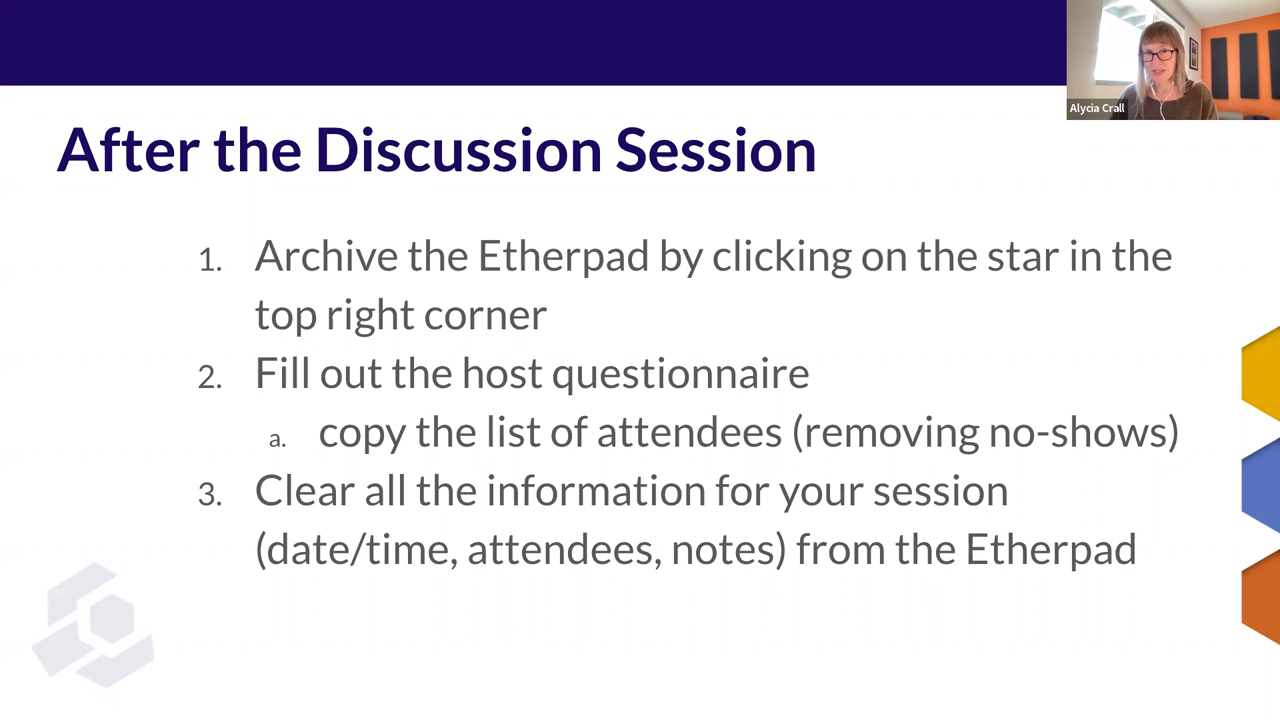 Alycia Crall
After the Discussion Session
1. Archive the Etherpad by clicking on the star in the
top right corner
2. Fill out the host questionnaire
a. copy the list of attendees (removing no-shows)
3. Clear all the information for your session
(date/time, attendees, notes) from the Etherpad